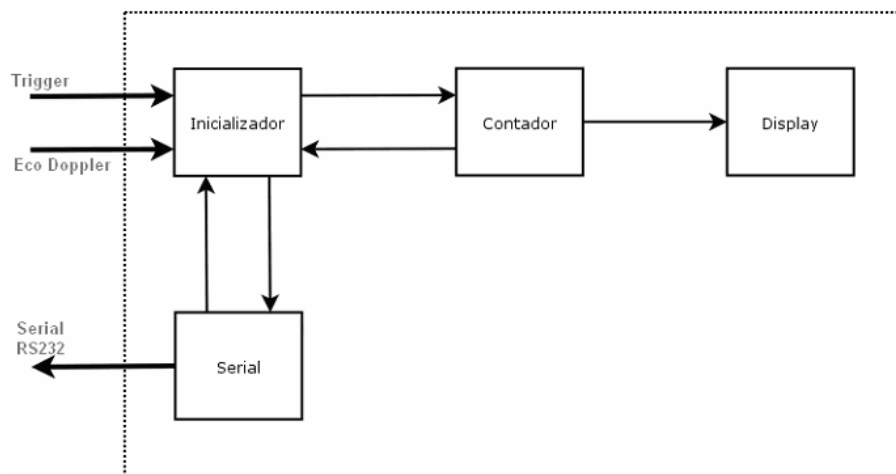 Trigger
Inicializador
Contador
Display
Eco Doppler
Serial
RS232
Serial